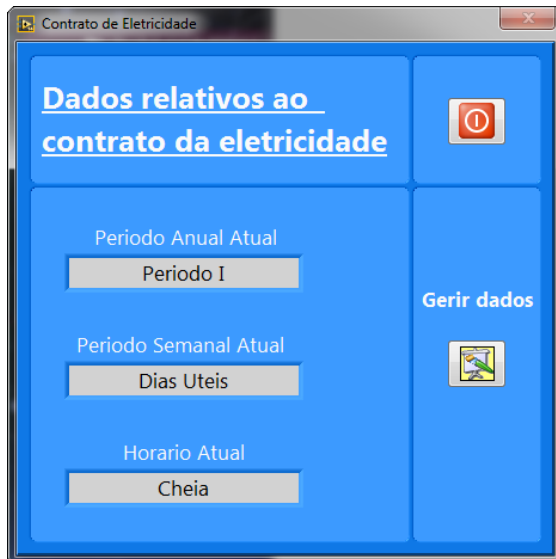 Contrato de Eletricidade
Dados relativos ao
contrato da eletricidade
Periodo Anual Atual
Periodo I
Periodo Semanal Atual
Dias Uteis
Horario Atual
Cheia
Gerir dados